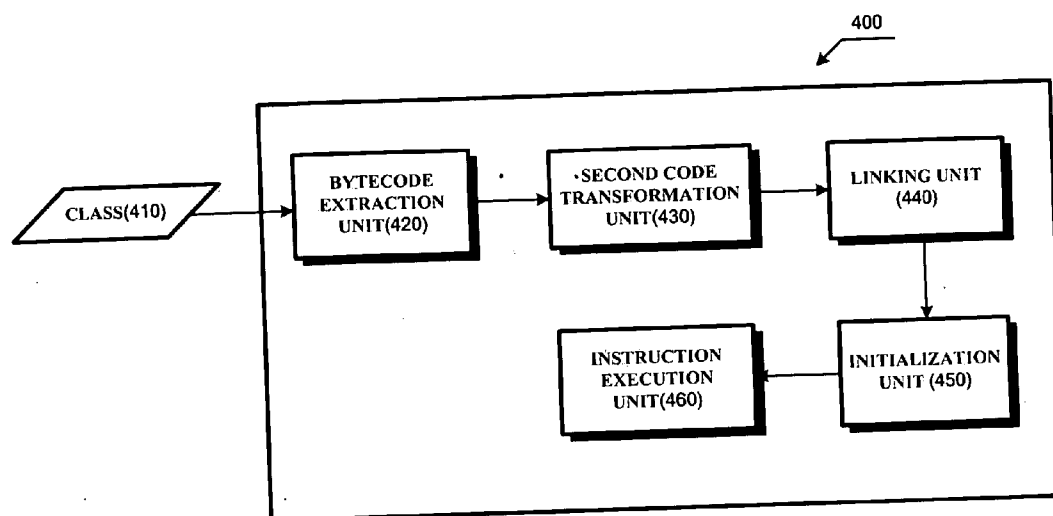 400
CLASS(410)
BYTECODE
EXTRACTION
UNIT(420)
SECOND CODE
TRANSFORMATION
UNIT(430)
LINKING UNIT
(440)
INSTRUCTION
EXECUTION
UNIT(460)
INITIALIZATION
UNIT (450)